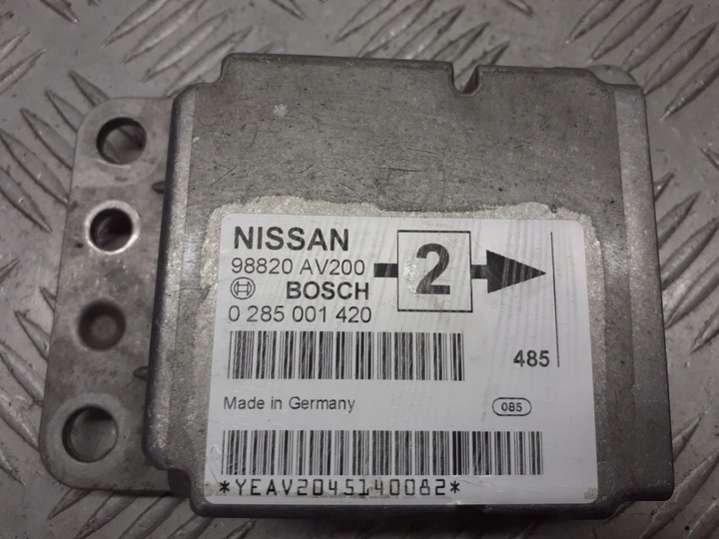 NISSAN
98820 AV200
2
BOSCH
0 285 001 420
485
Made in Germany
085
*YEAV2045140082*